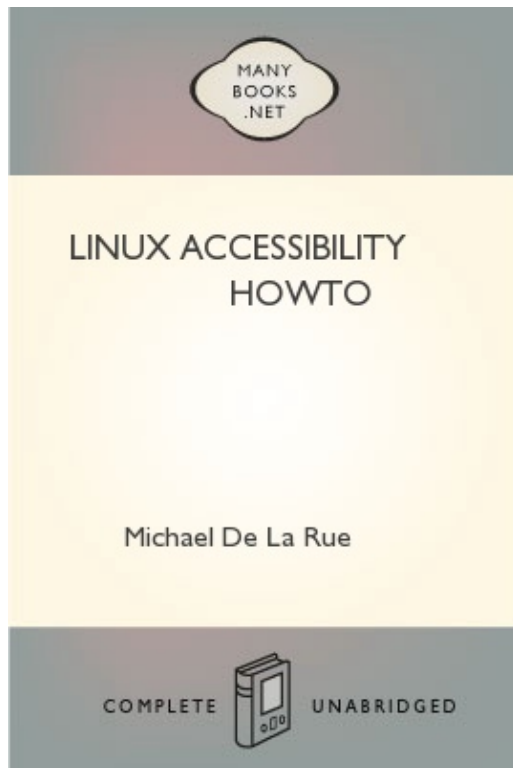 MANY
BOOKS
.NET
LINUX ACCESSIBILITY
HOWTO
Michael De La Rue
COMPLETE UNABRIDGED